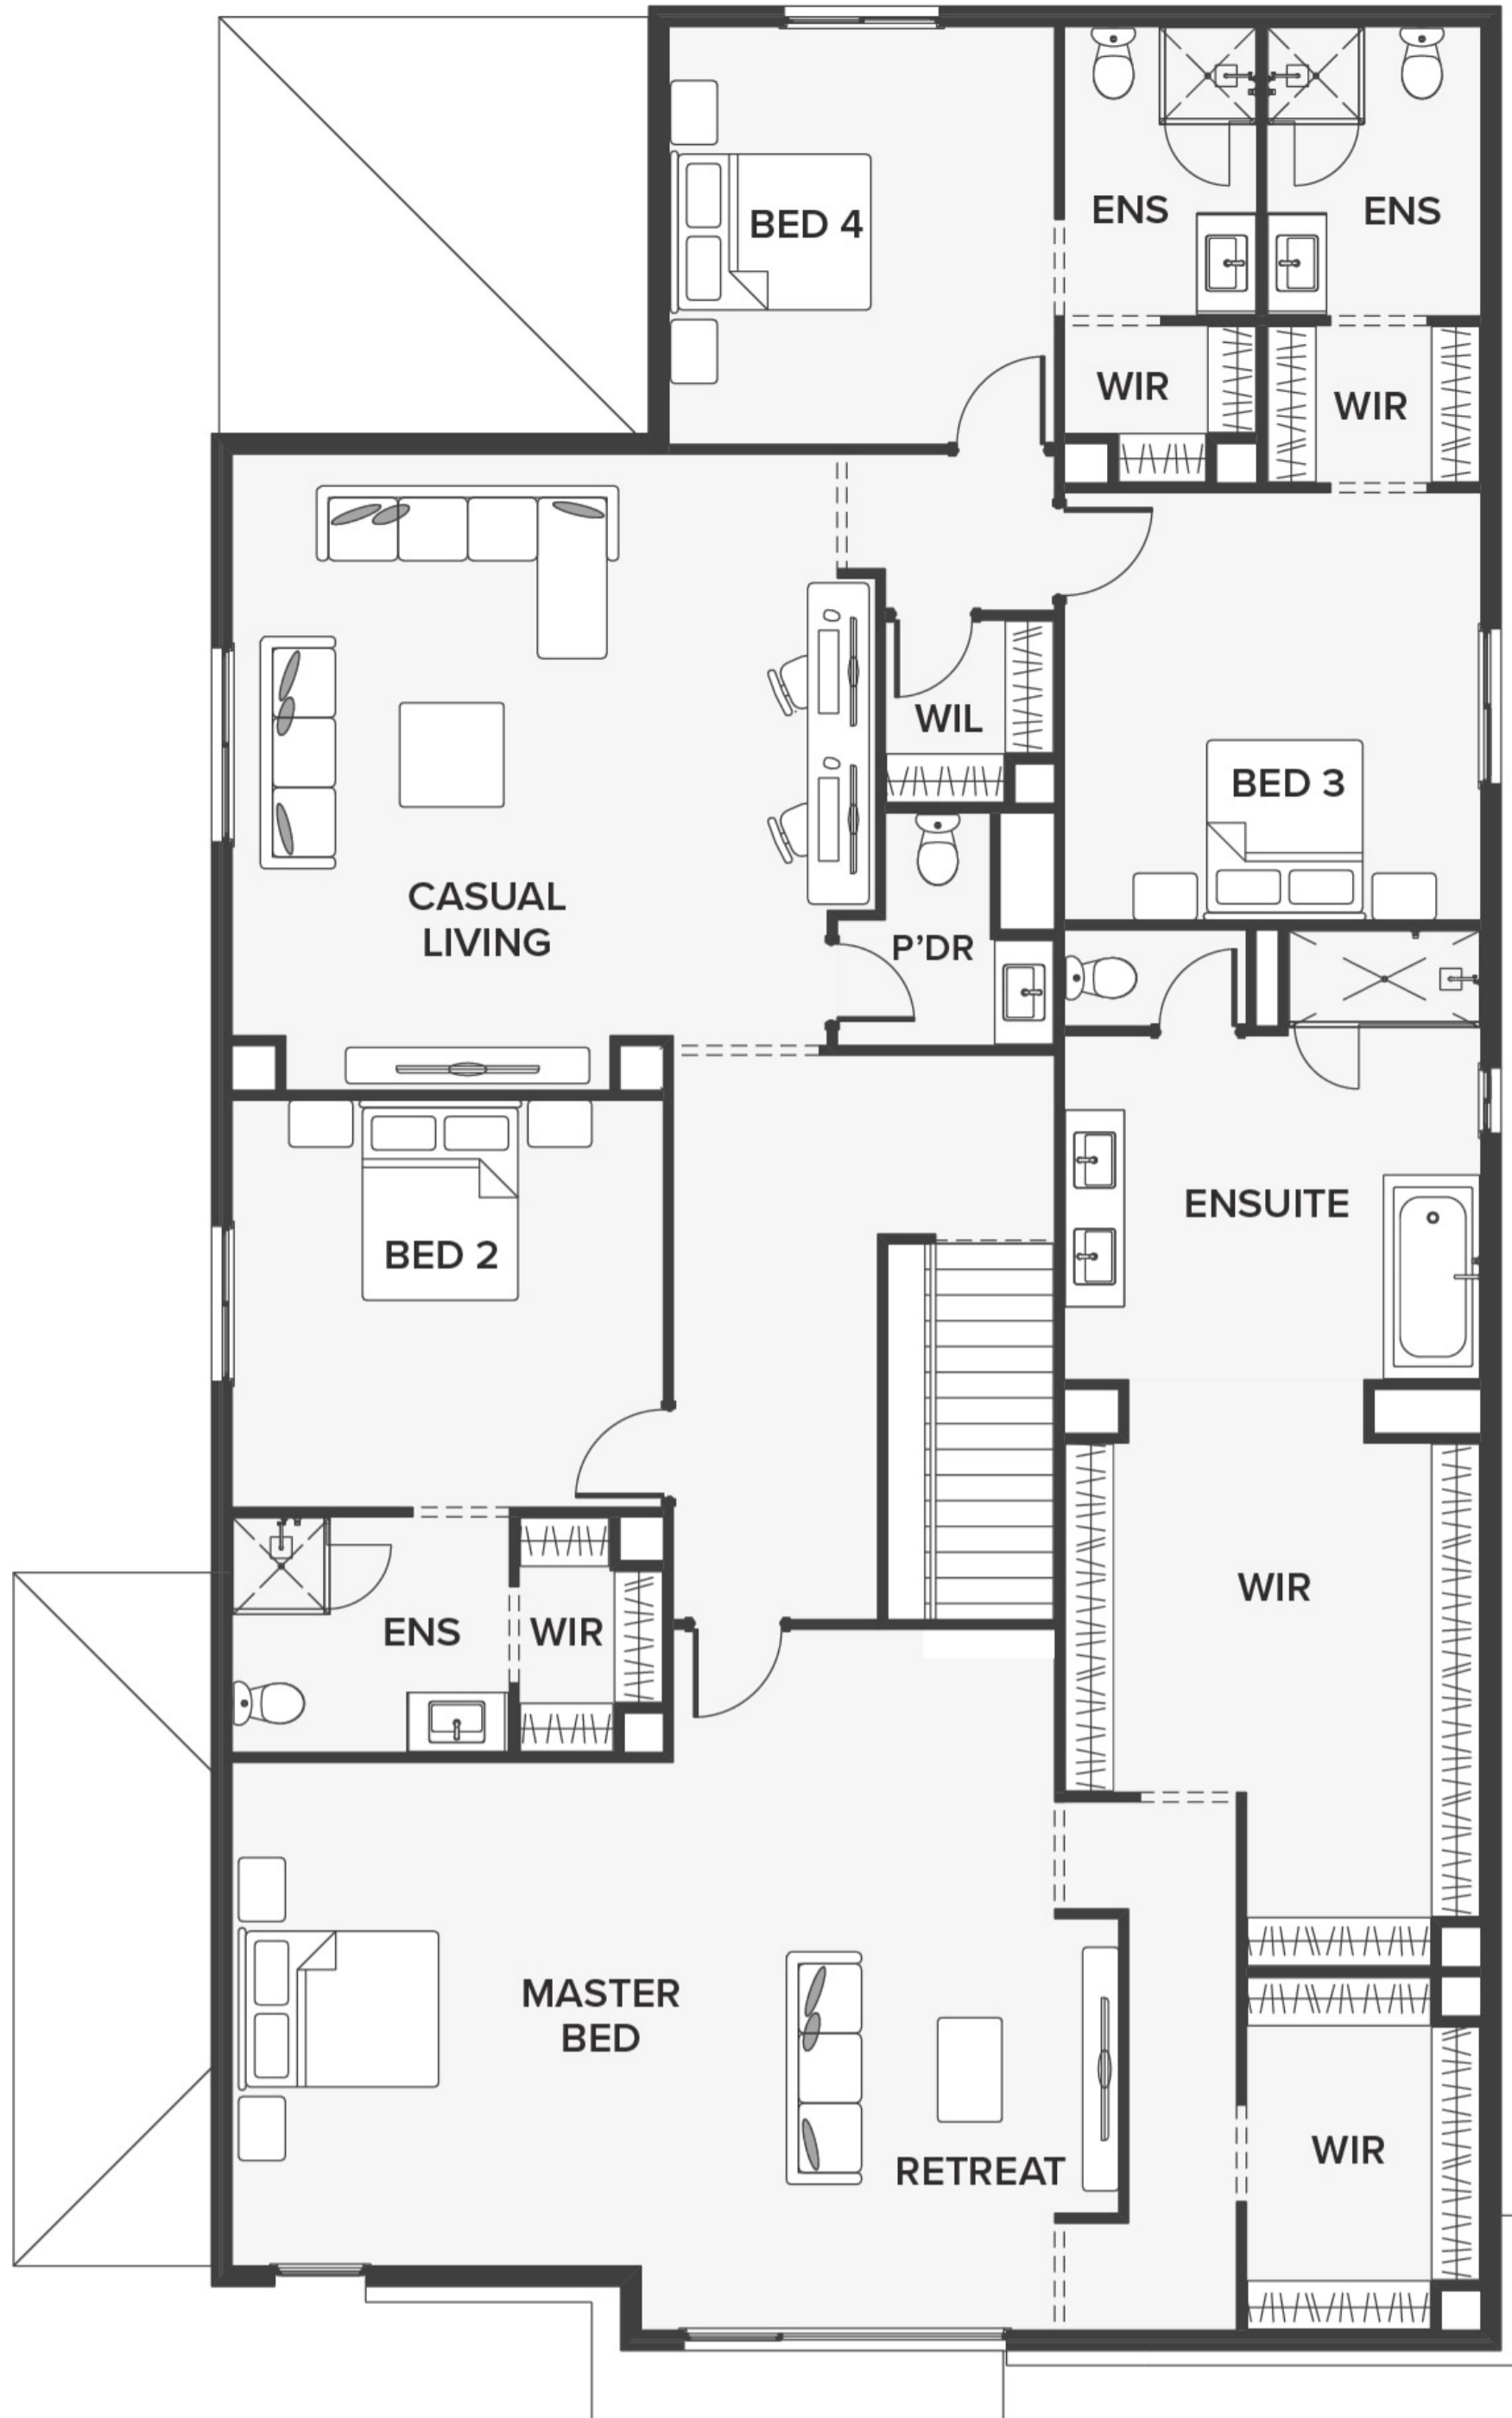 BED 4
ENS
ENS
WIR
WIR
WIL
BED 3
CASUAL
LIVING
P’DR
ENSUITE
BED 2
WIR
ENS
WIR
MASTER
BED
RETREAT
WIR